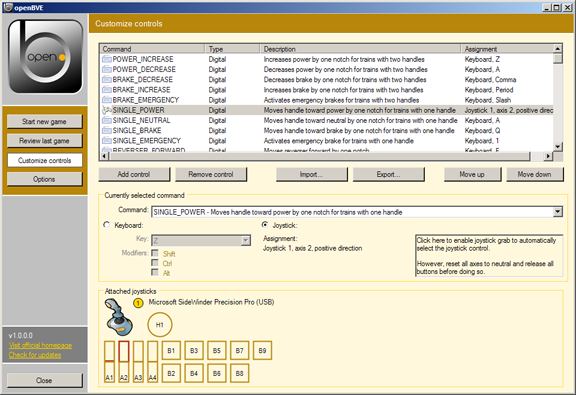 openBVE
open
Customize controls
Start new game
Review last game
Customize controls
Options
v1.0.0.0
Visit official homepage
Check for updates
Close
Command Type Description Assignment
POWER_INCREASE Digital Increases power by one notch for trains with two handles Keyboard, Z
POWER_DECREASE Digital Decreases power by one notch for trains with two handles Keyboard, A
BRAKE_DECREASE Digital Decreases brake by one notch for trains with two handles Keyboard, Comma
BRAKE_INCREASE Digital Increases brake by one notch for trains with two handles Keyboard, Period
BRAKE_EMERGENCY Digital Activates emergency brakes for trains with two handles Keyboard, Slash
SINGLE_POWER Digital Moves handle toward power by one notch for trains with one handle Joystick 1, axis 2, positive direction
SINGLE_NEUTRAL Digital Moves handle toward neutral by one notch for trains with one handle Keyboard, A
SINGLE_BRAKE Digital Moves handle toward brake by one notch for trains with one handle Keyboard, Q
SINGLE_EMERGENCY Digital Activates emergency brakes for trains with one handle Keyboard, 1
REVERSER_FORWARD Digital Moves reverser forward by one notch Keyboard, F
Add control Remove control Import... Export... Move up Move down
Currently selected command
Command: SINGLE_POWER - Moves handle toward power by one notch for trains with one handle
Keyboard: Joystick:
Key: Z
Modifiers: Shift
Ctrl
Alt
Assignment:
Joystick 1, axis 2, positive direction
Click here to enable joystick grab to automatically
select the joystick control.
However, reset all axes to neutral and release all
buttons before doing so.
Attached joysticks
1 Microsoft SideWinder Precision Pro (USB)
H1
B1 B3 B5 B7 B9
A1 A2 A3 A4 B2 B4 B6 B8